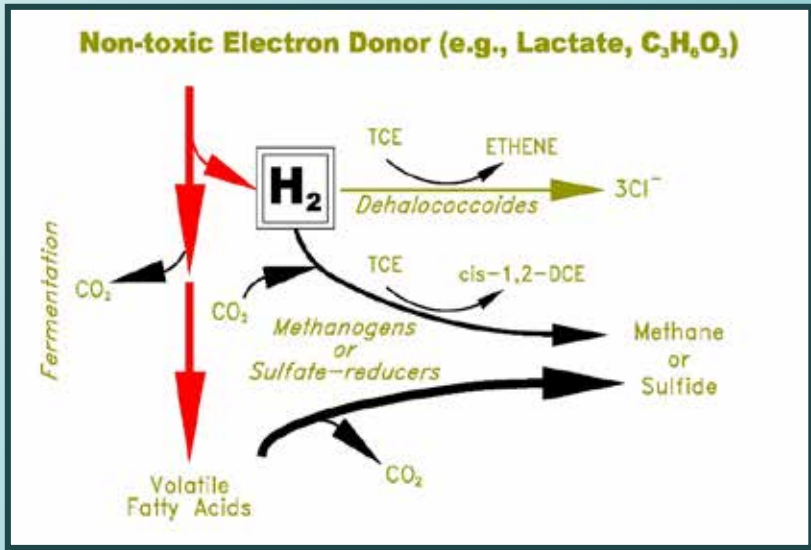 Non-toxic Electron Donor (e.g., Lactate, C₃H₆O₃)
TCE
ETHENE
H₂
3Cl⁻
Dehalococcoides
Fermentation
CO₂
CO₂
TCE
cis-1,2-DCE
Methanogens
or
Sulfate-reducers
Methane
or
Sulfide
CO₂
Volatile
Fatty Acids